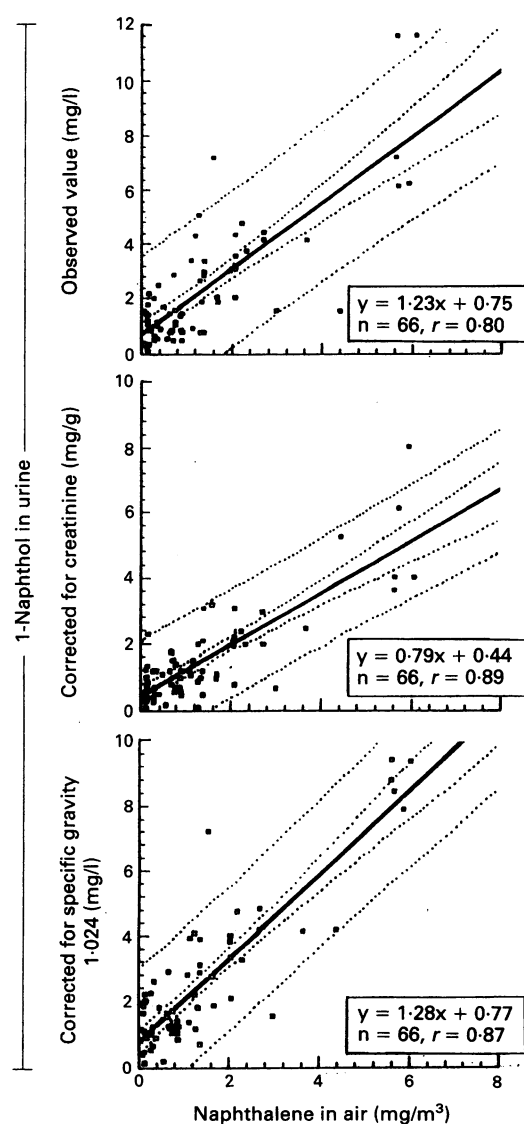 1-Naphthol in urine
Observed value (mg/l)
12
10
8
6
4
2
0
y = 1·23x + 0·75
n = 66, r = 0·80
Corrected for creatinine (mg/g)
10
8
6
4
2
0
y = 0·79x + 0·44
n = 66, r = 0·89
Corrected for specific gravity
1·024 (mg/l)
10
8
6
4
2
0
y = 1·28x + 0·77
n = 66, r = 0·87
0 2 4 6 8
Naphthalene in air (mg/m³)